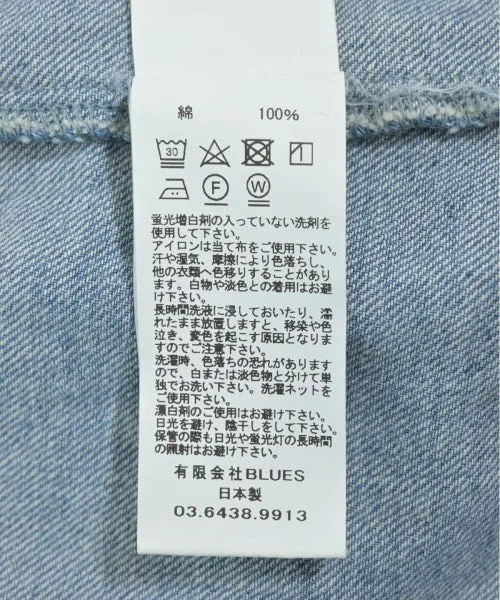 綿 100%
30
F W
蛍光増白剤の入っていない洗剤を
使用して下さい。
アイロンは当て布をご使用下さい。
汗や湿気、摩擦により色落ちし、
他の衣類へ色移りすることがあり
ます。白物や淡色との着用はお避
け下さい。
長時間洗液に浸しておいたり、濡
れたまま放置しますと、移染や色
泣き、変色を起こす原因となりま
すのでご注意下さい。
洗濯時、色落ちの恐れがあります
ので、白または淡色物と分けて単
独でお洗い下さい。洗濯ネットを
ご使用下さい。
漂白剤のご使用はお避け下さい。
日光を避け、陰干しをして下さい。
保管の際も日光や蛍光灯の長時間
の照射はお避け下さい。
有限会社BLUES
日本製
03.6438.9913